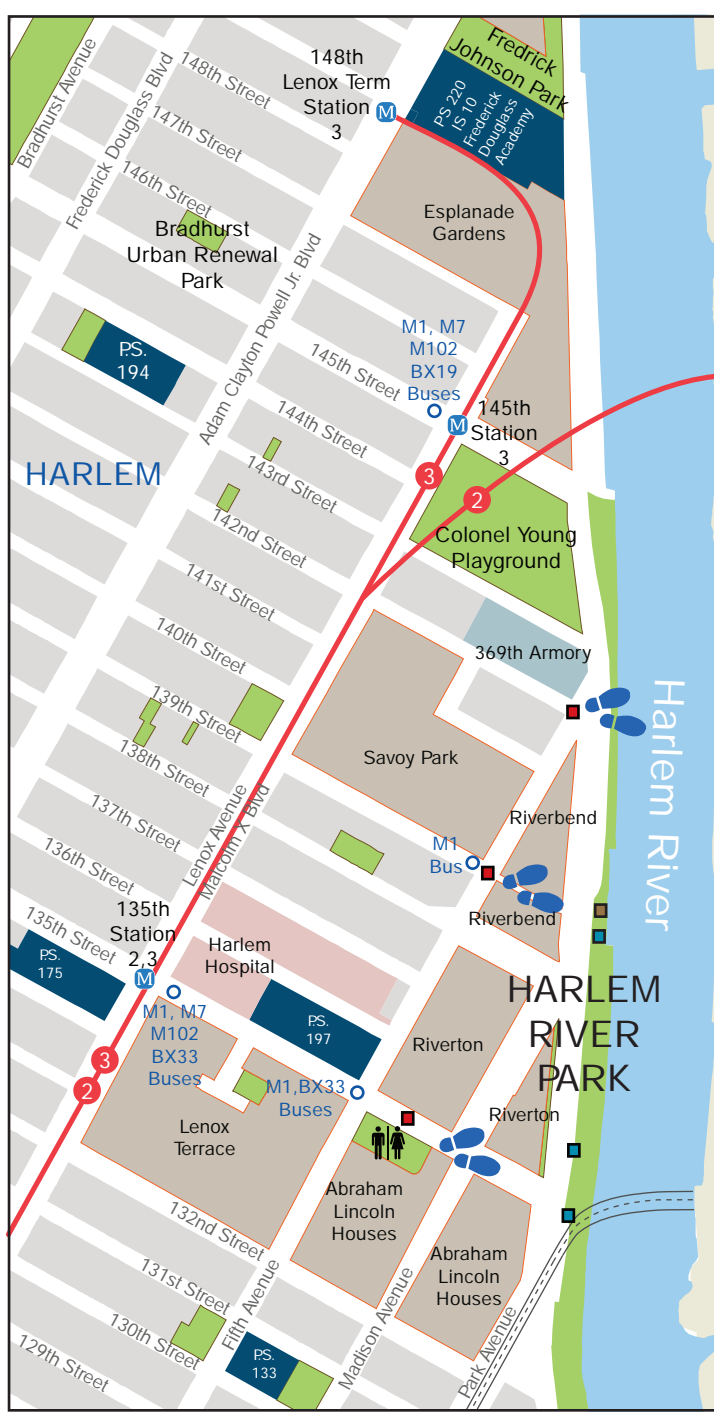 Fredrick
Johnson Park
148th
Lenox Term
Station
3
M
PS 220
IS 10
Frederick
Douglass
Academy
Bradhurst Avenue
Frederick Douglass Blvd
148th Street
147th Street
146th Street
Bradhurst
Urban Renewal
Park
Esplanade
Gardens
Adam Clayton Powell Jr. Blvd
P.S.
194
M1, M7
M102
BX19
Buses
145th Street
M
145th
Station
3
144th Street
HARLEM
143rd Street
3
2
142nd Street
Colonel Young
Playground
141st Street
140th Street
369th Armory
139th Street
Harlem River
138th Street
Savoy Park
137th Street
Lenox Avenue
Malcolm X Blvd
Riverbend
M1
Bus
136th Street
Riverbend
135th Street
135th
Station
2,3
M
P.S.
175
Harlem
Hospital
M1, M7
M102
BX33
Buses
P.S.
197
HARLEM
RIVER
PARK
Riverton
3
2
M1,BX33
Buses
Riverton
Lenox
Terrace
Abraham
Lincoln
Houses
132nd Street
Abraham
Lincoln
Houses
131st Street
130th Street
129th Street
Fifth Avenue
P.S.
133
Madison Avenue
Park Avenue